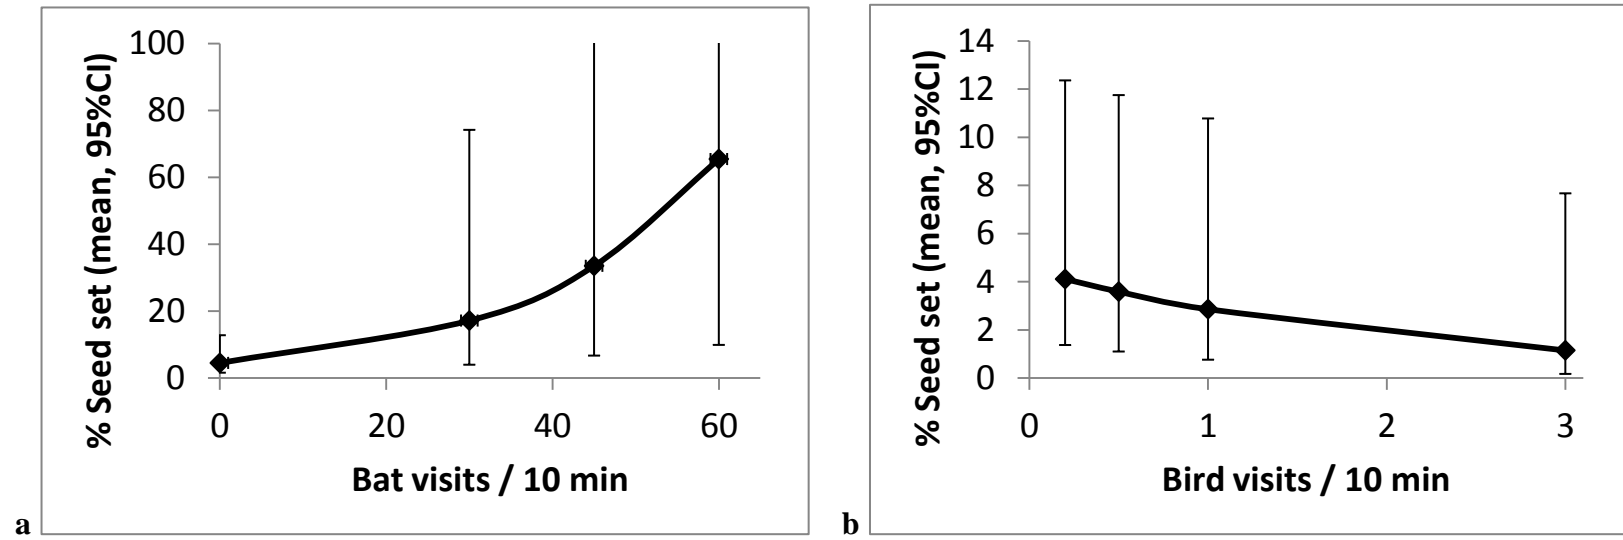 % Seed set (mean, 95%CI)
100
80
60
40
20
0
0 20 40 60
Bat visits / 10 min
a
% Seed set (mean, 95%CI)
14
12
10
8
6
4
2
0
0 1 2 3
Bird visits / 10 min
b